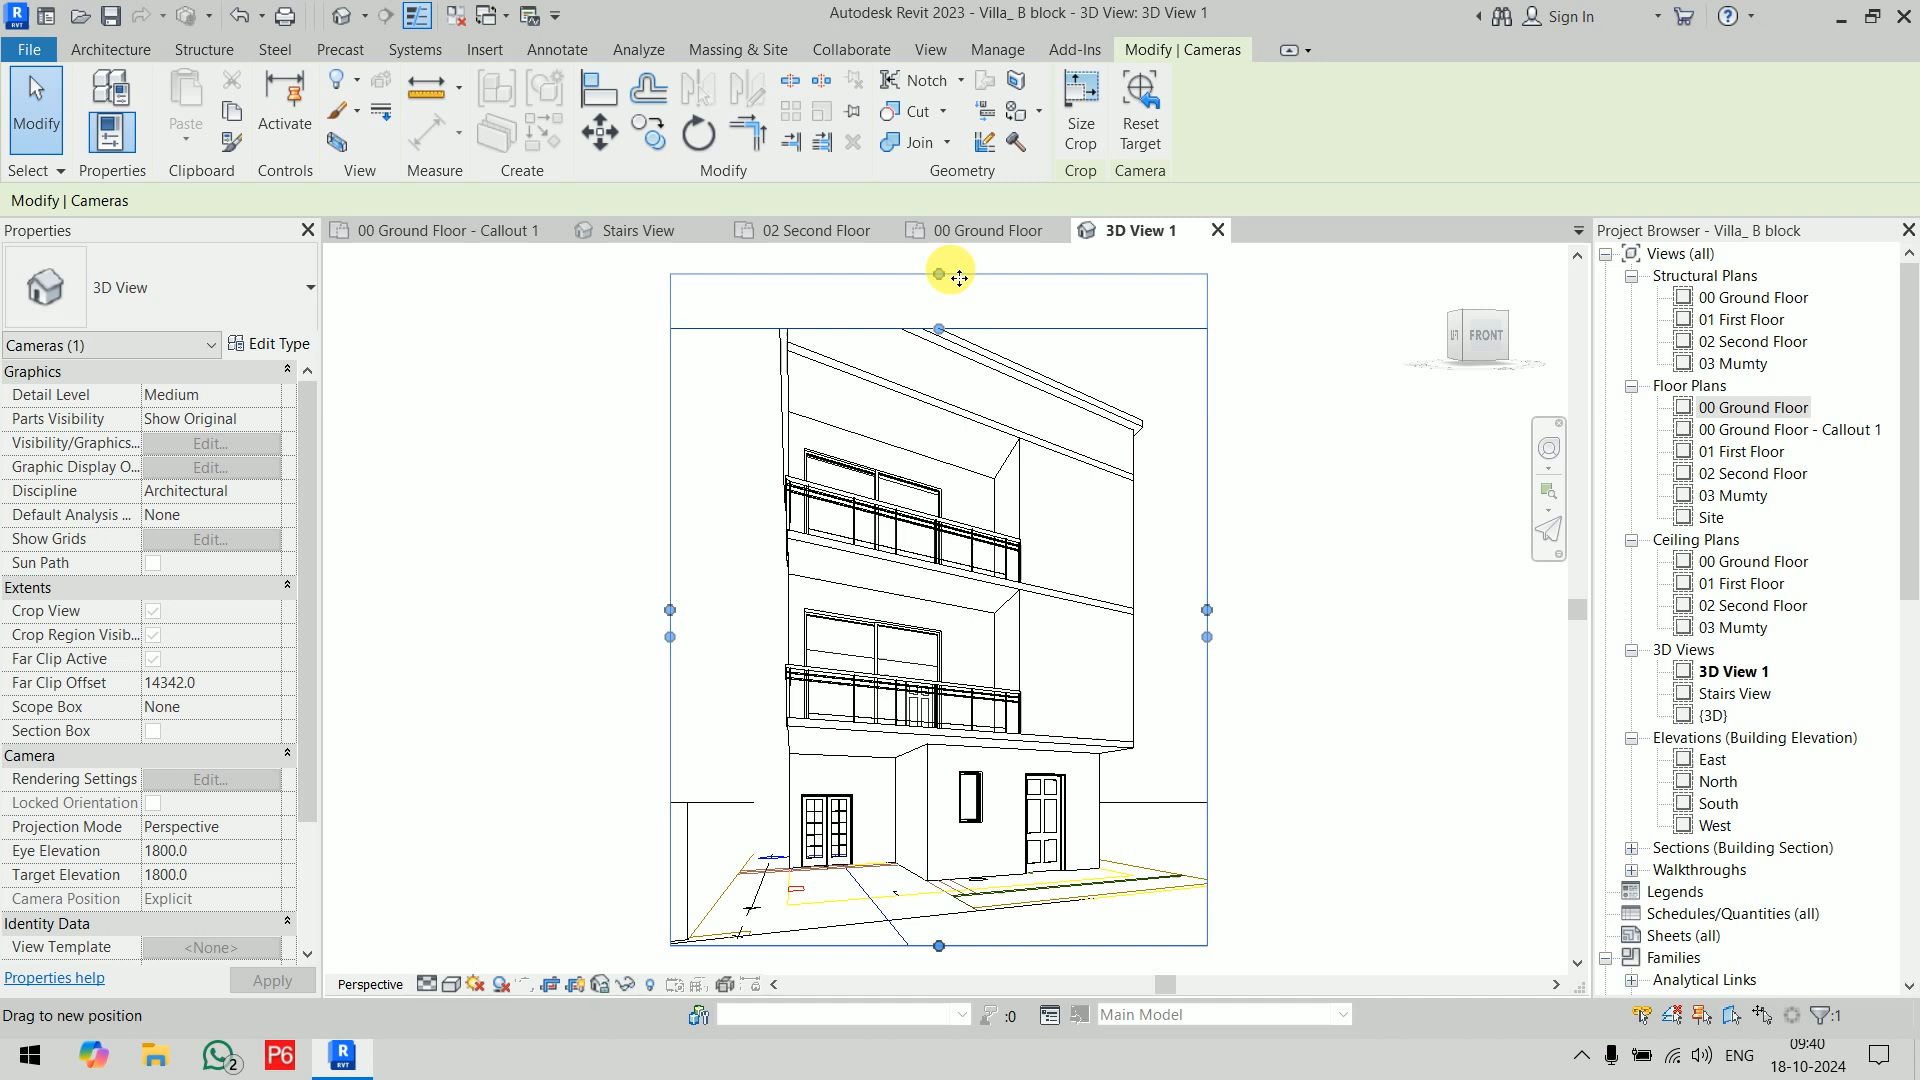 Autodesk Revit 2023 - Villa_ B block - 3D View: 3D View 1
Sign In
File Architecture Structure Steel Precast Systems Insert Annotate Analyze Massing & Site Collaborate View Manage Add-Ins Modify | Cameras
Modify
Paste
Activate
Notch
Cut
Join
Size Crop
Reset Target
Select Properties Clipboard Controls View Measure Create Modify Geometry Crop Camera
Modify | Cameras
Properties
3D View
Cameras (1)
Edit Type
Graphics
Detail Level Medium
Parts Visibility Show Original
Visibility/Graphics... Edit...
Graphic Display O... Edit...
Discipline Architectural
Default Analysis ... None
Show Grids Edit...
Sun Path
Extents
Crop View
Crop Region Visib...
Far Clip Active
Far Clip Offset 14342.0
Scope Box None
Section Box
Camera
Rendering Settings Edit...
Locked Orientation
Projection Mode Perspective
Eye Elevation 1800.0
Target Elevation 1800.0
Camera Position Explicit
Identity Data
View Template <None>
Properties help
Apply
00 Ground Floor - Callout 1
Stairs View
02 Second Floor
00 Ground Floor
3D View 1
FRONT
Perspective
Project Browser - Villa_ B block
Views (all)
Structural Plans
00 Ground Floor
01 First Floor
02 Second Floor
03 Mumty
Floor Plans
00 Ground Floor
00 Ground Floor - Callout 1
01 First Floor
02 Second Floor
03 Mumty
Site
Ceiling Plans
00 Ground Floor
01 First Floor
02 Second Floor
03 Mumty
3D Views
3D View 1
Stairs View
{3D}
Elevations (Building Elevation)
East
North
South
West
Sections (Building Section)
Walkthroughs
Legends
Schedules/Quantities (all)
Sheets (all)
Families
Analytical Links
Drag to new position
:0
Main Model
:1
2
P6
R
RVT
ENG
09:40
18-10-2024